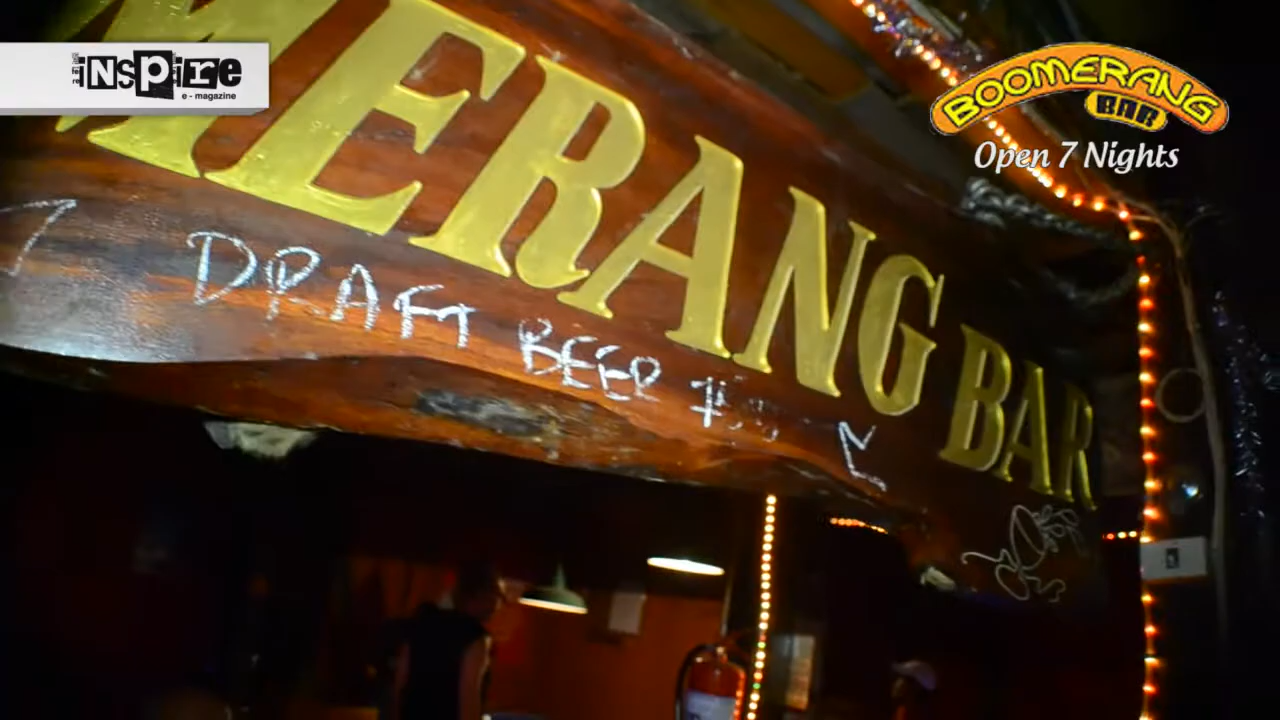 iNspire
e - magazine
BOOMERANG
BAR
Open 7 Nights
MERANG BAR
DRAFT BEER